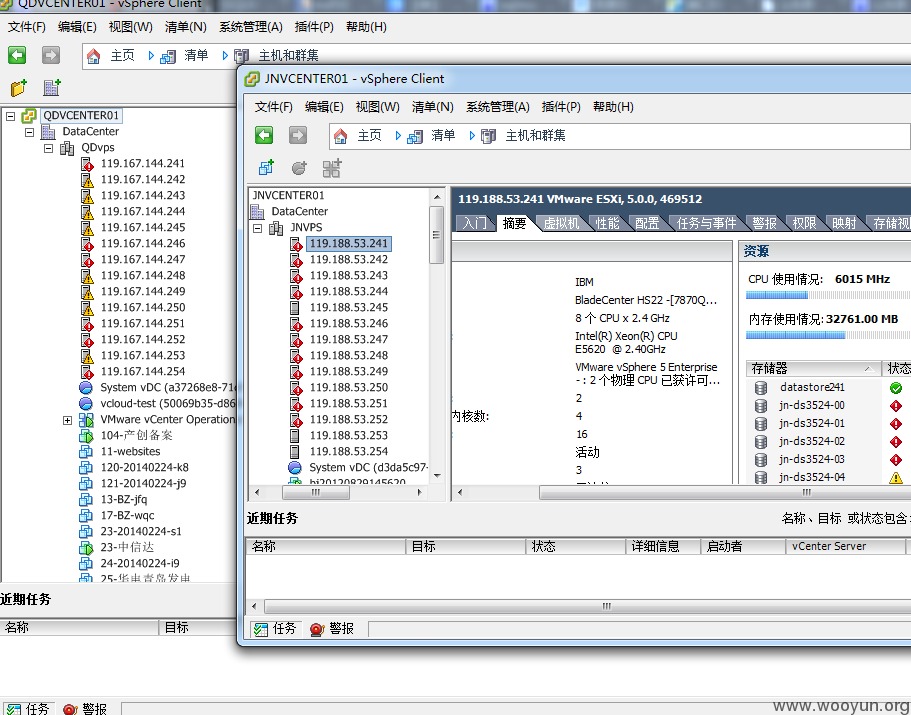 QDVCENTER01 - vSphere Client
文件(F) 编辑(E) 视图(W) 清单(N) 系统管理(A) 插件(P) 帮助(H)
主页 清单 主机和群集
QDVCENTER01
DataCenter
QDvps
119.167.144.241
119.167.144.242
119.167.144.243
119.167.144.244
119.167.144.245
119.167.144.246
119.167.144.247
119.167.144.248
119.167.144.249
119.167.144.250
119.167.144.251
119.167.144.252
119.167.144.253
119.167.144.254
System vDC (a37268e8-71
vcloud-test (50069b35-d86
VMware vCenter Operation
104-产创备案
11-websites
120-20140224-k8
121-20140224-j9
13-BZ-jfq
17-BZ-wqc
23-20140224-s1
23-中信达
24-20140224-i9
25-华电青岛发电
近期任务
名称 目标
任务 警报
JNVCENTER01 - vSphere Client
文件(F) 编辑(E) 视图(W) 清单(N) 系统管理(A) 插件(P) 帮助(H)
主页 清单 主机和群集
JNVCENTER01
DataCenter
JNVPS
119.188.53.241
119.188.53.242
119.188.53.243
119.188.53.244
119.188.53.245
119.188.53.246
119.188.53.247
119.188.53.248
119.188.53.249
119.188.53.250
119.188.53.251
119.188.53.252
119.188.53.253
119.188.53.254
System vDC (d3da5c97-
bj20120829145620
119.188.53.241 VMware ESXi, 5.0.0, 469512
入门 摘要 虚拟机 性能 配置 任务与事件 警报 权限 映射 存储视
IBM
BladeCenter HS22 -[7870Q...
8 个 CPU x 2.4 GHz
Intel(R) Xeon(R) CPU
E5620 @ 2.40GHz
VMware vSphere 5 Enterprise
- : 2 个物理 CPU 已获许可...
2
内核数: 4
16
活动
3
资源
CPU 使用情况: 6015 MHz
内存使用情况: 32761.00 MB
存储器 状态
datastore241
jn-ds3524-00
jn-ds3524-01
jn-ds3524-02
jn-ds3524-03
jn-ds3524-04
近期任务
名称、目标 或状态包含:
名称 目标 状态 详细信息 启动者 vCenter Server
任务 警报
www.wooyun.org